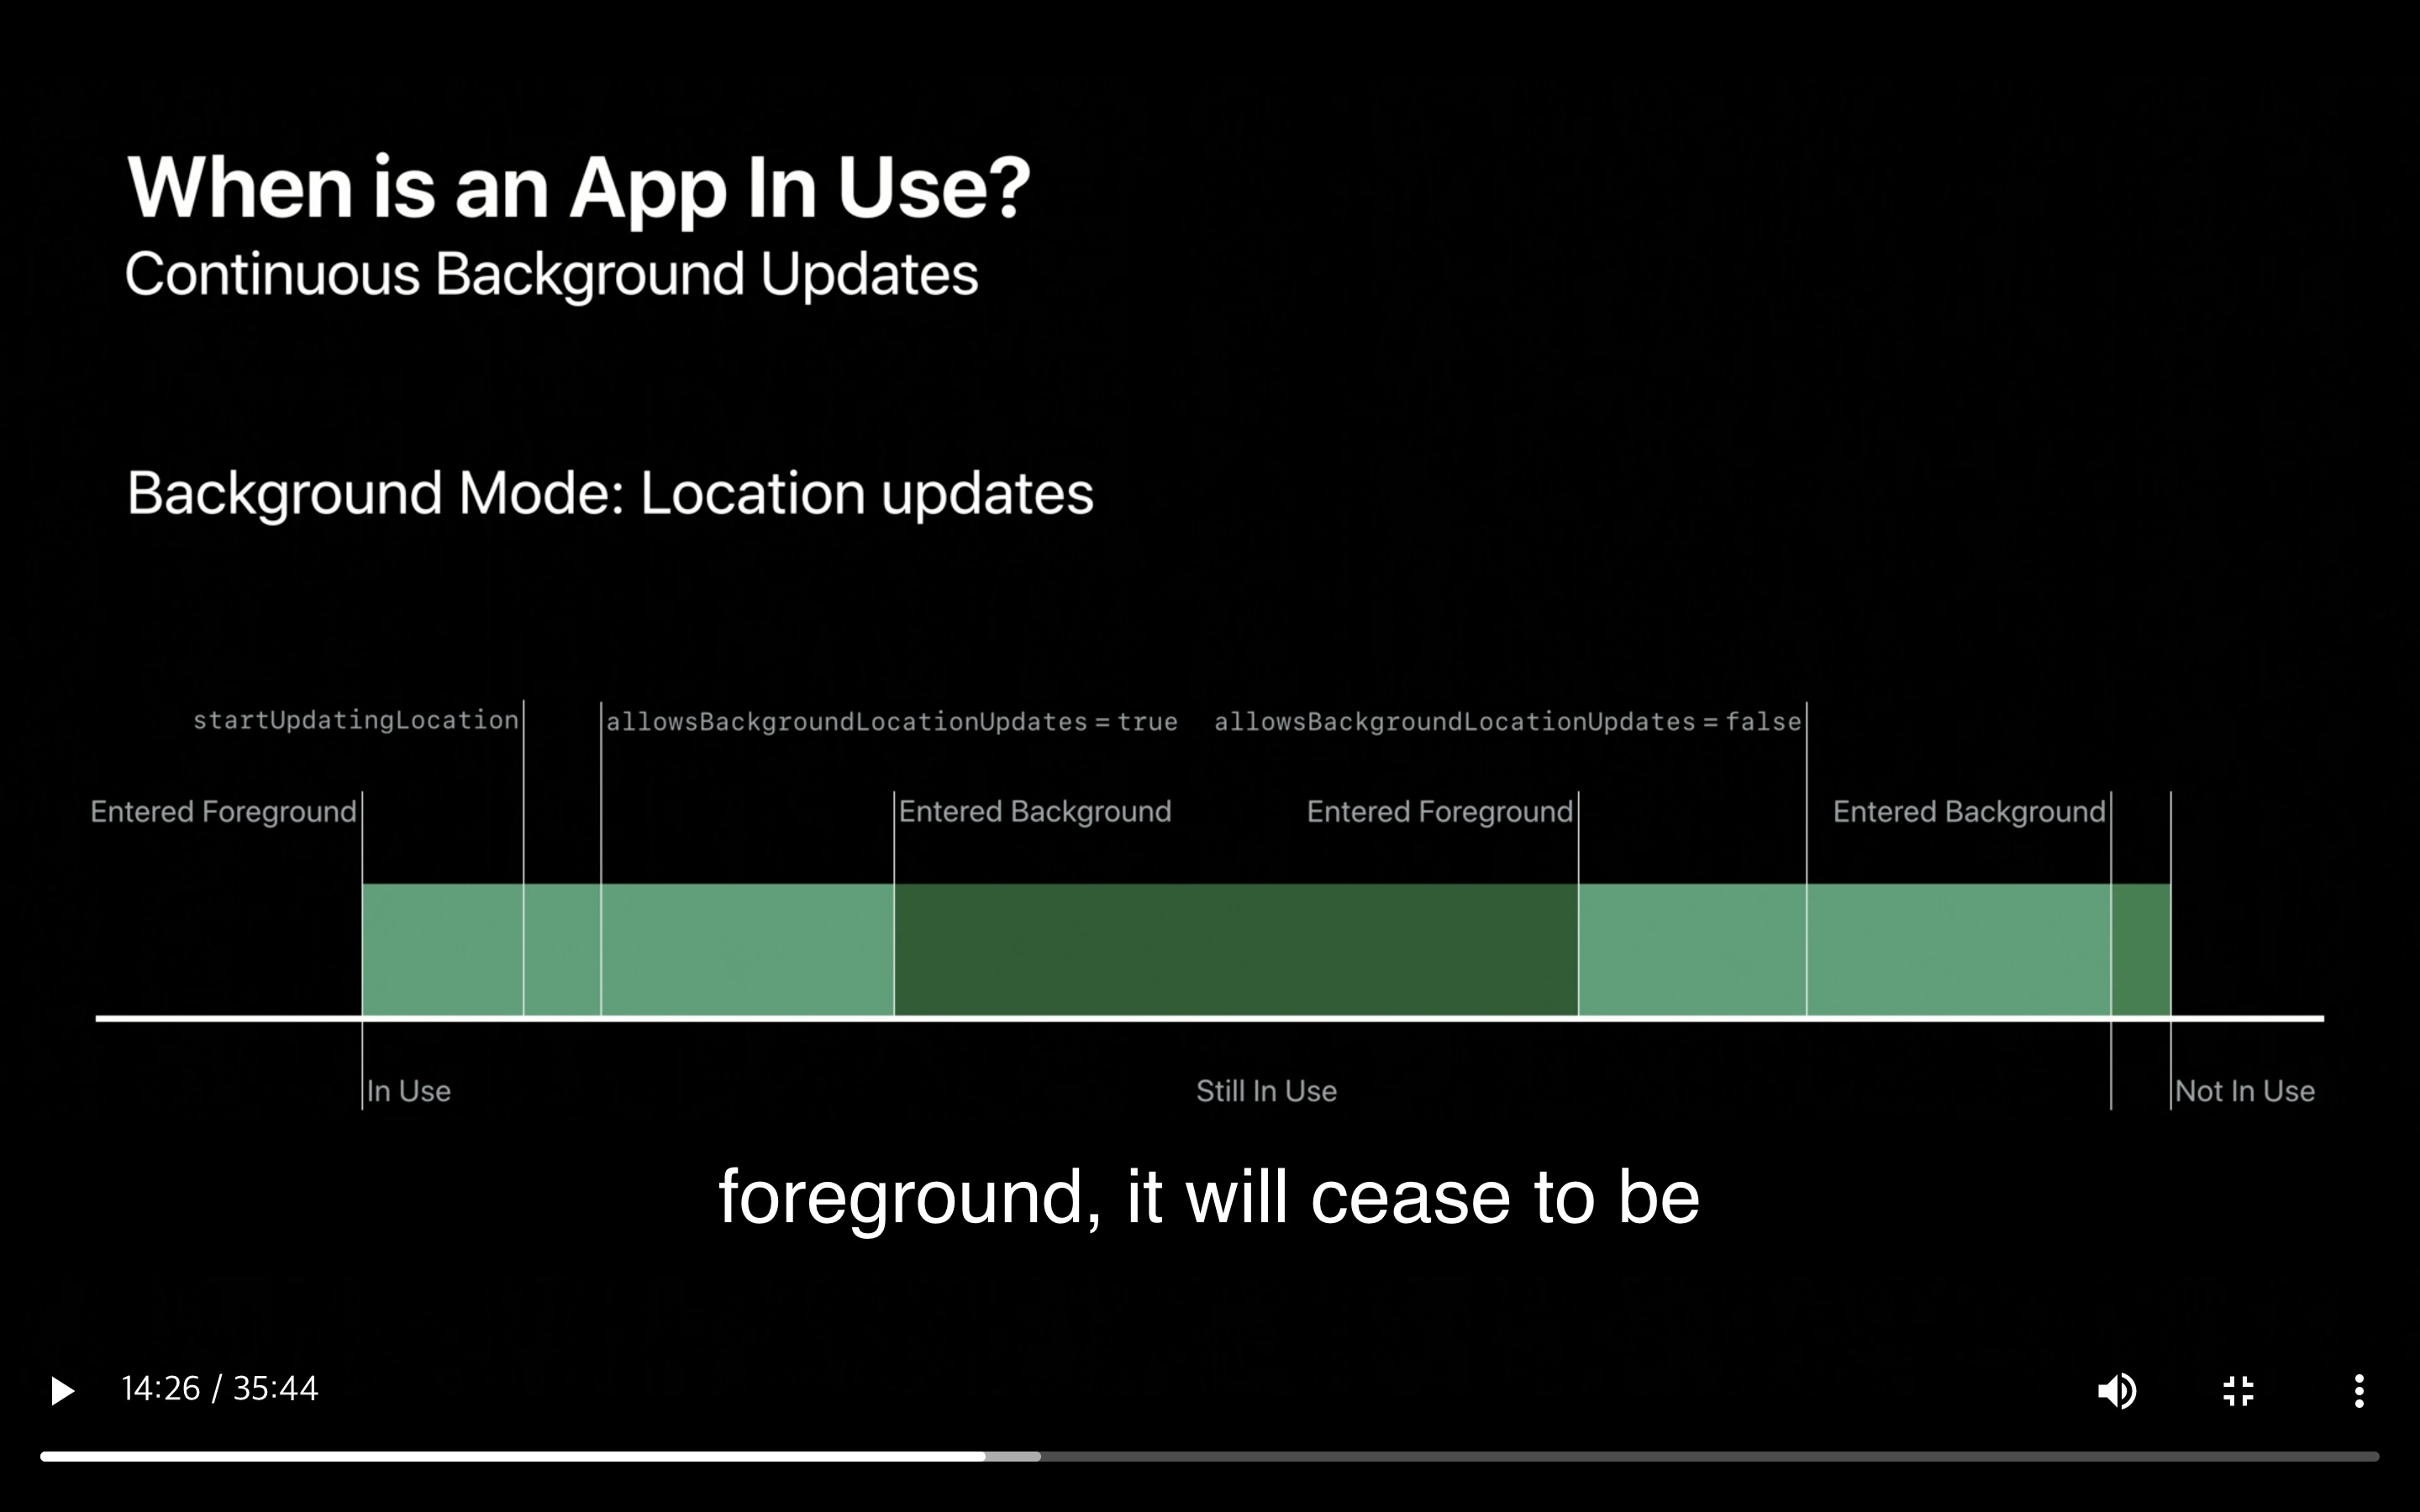 When is an App In Use?
Continuous Background Updates
Background Mode: Location updates
startUpdatingLocation
allowsBackgroundLocationUpdates = true
allowsBackgroundLocationUpdates = false
Entered Foreground
Entered Background
Entered Foreground
Entered Background
In Use
Still In Use
Not In Use
foreground, it will cease to be
14:26 / 35:44